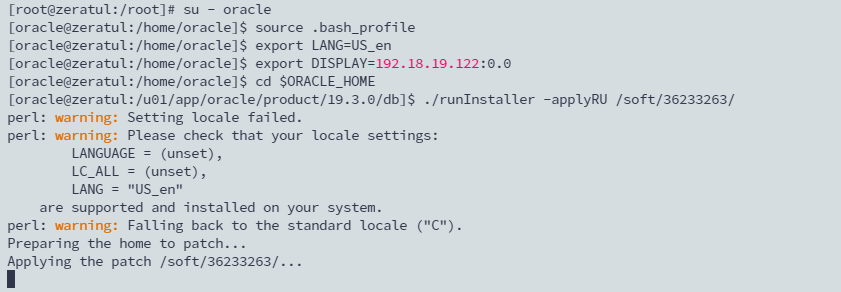 [root@zeratul:/root]# su - oracle
[oracle@zeratul:/home/oracle]$ source .bash_profile
[oracle@zeratul:/home/oracle]$ export LANG=US_en
[oracle@zeratul:/home/oracle]$ export DISPLAY=192.18.19.122:0.0
[oracle@zeratul:/home/oracle]$ cd $ORACLE_HOME
[oracle@zeratul:/u01/app/oracle/product/19.3.0/db]$ ./runInstaller -applyRU /soft/36233263/
perl: warning: Setting locale failed.
perl: warning: Please check that your locale settings:
        LANGUAGE = (unset),
        LC_ALL = (unset),
        LANG = "US_en"
    are supported and installed on your system.
perl: warning: Falling back to the standard locale ("C").
Preparing the home to patch...
Applying the patch /soft/36233263/...